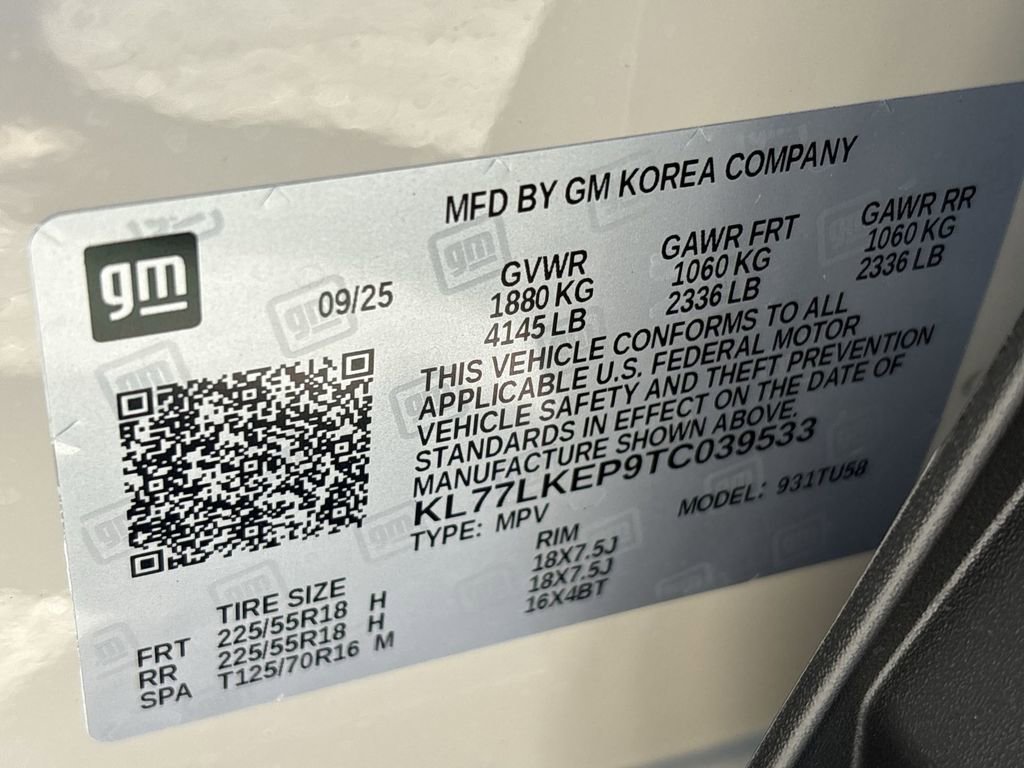 MFD BY GM KOREA COMPANY
gm
09/25
GVWR GAWR FRT GAWR RR
1880 KG 1060 KG 1060 KG
4145 LB 2336 LB 2336 LB
THIS VEHICLE CONFORMS TO ALL
APPLICABLE U.S. FEDERAL MOTOR
VEHICLE SAFETY AND THEFT PREVENTION
STANDARDS IN EFFECT ON THE DATE OF
MANUFACTURE SHOWN ABOVE.
KL77LKEP9TC039533
TYPE: MPV MODEL: 931TU58
TIRE SIZE RIM
FRT 225/55R18 H 18X7.5J
RR 225/55R18 H 18X7.5J
SPA T125/70R16 M 16X4BT